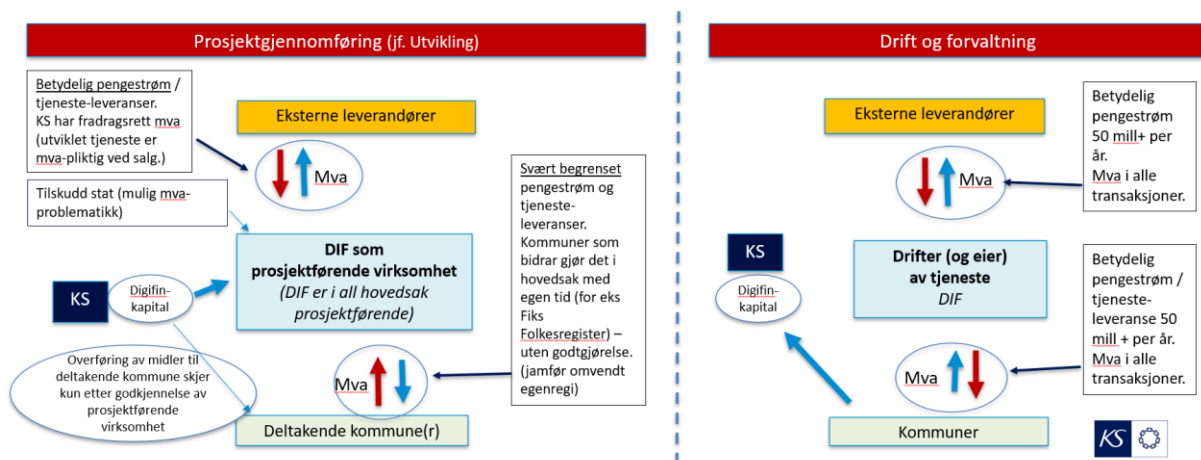 Prosjektgjennomføring (jf. Utvikling)
Betydelig pengestrøm /
tjeneste-leveranser.
KS har fradragsrett mva
(utviklet tjeneste er
mva-pliktig ved salg.)
Tilskudd stat (mulig mva-
problematikk)
Eksterne leverandører
Mva
Svært begrenset
pengestrøm og
tjeneste-
leveranser.
Kommuner som
bidrar gjør det i
hovedsak med
egen tid (for eks
Fiks
Folkesregister) –
uten godtgjørelse.
(jamfør omvendt
egenregi)
DIF som
prosjektførende virksomhet
(DIF er i all hovedsak
prosjektførende)
KS
Digifin-
kapital
Overføring av midler til
deltakende kommune skjer
kun etter godkjennelse av
prosjektførende
virksomhet
Mva
Deltakende kommune(r)
Drift og forvaltning
Eksterne leverandører
Mva
Betydelig
pengestrøm
50 mill+ per
år.
Mva i alle
transaksjoner.
KS
Digifin-
kapital
Drifter (og eier)
av tjeneste
DIF
Betydelig
pengestrøm /
tjeneste-
leveranse 50
mill + per år.
Mva i alle
transaksjoner.
Mva
Kommuner
KS